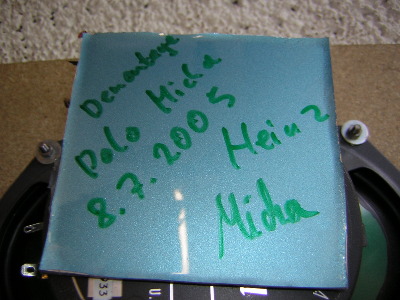 Demontage
Polo Micha
8.7.2005
Heinz
Micha